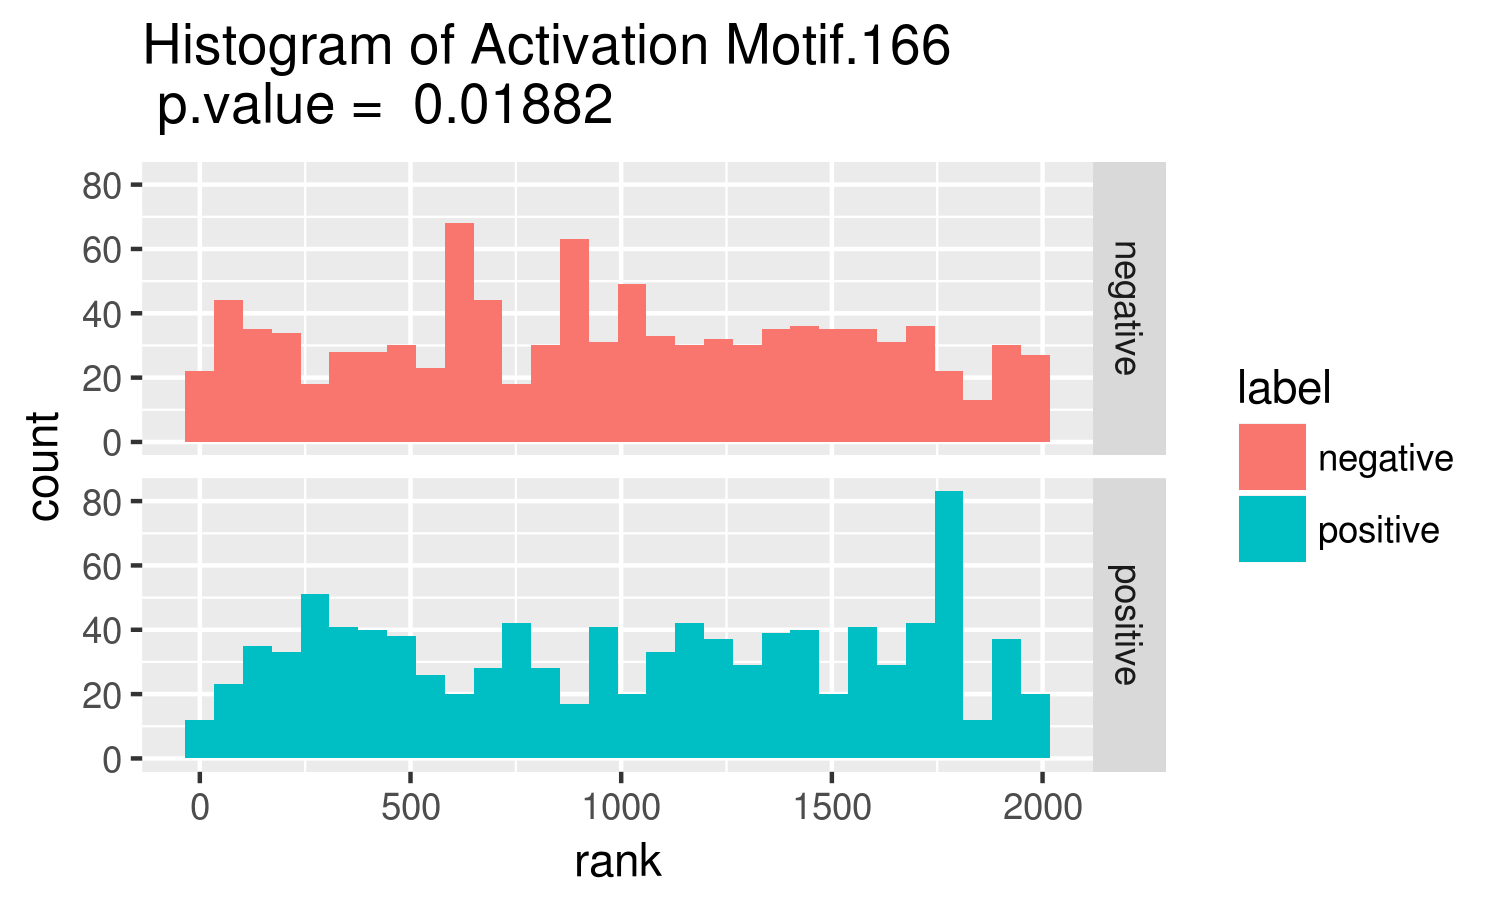 Histogram of Activation Motif.166
p.value =  0.01882
80
60
40
20
0
negative
80
60
40
20
0
positive
count
0 500 1000 1500 2000
rank
label
negative
positive